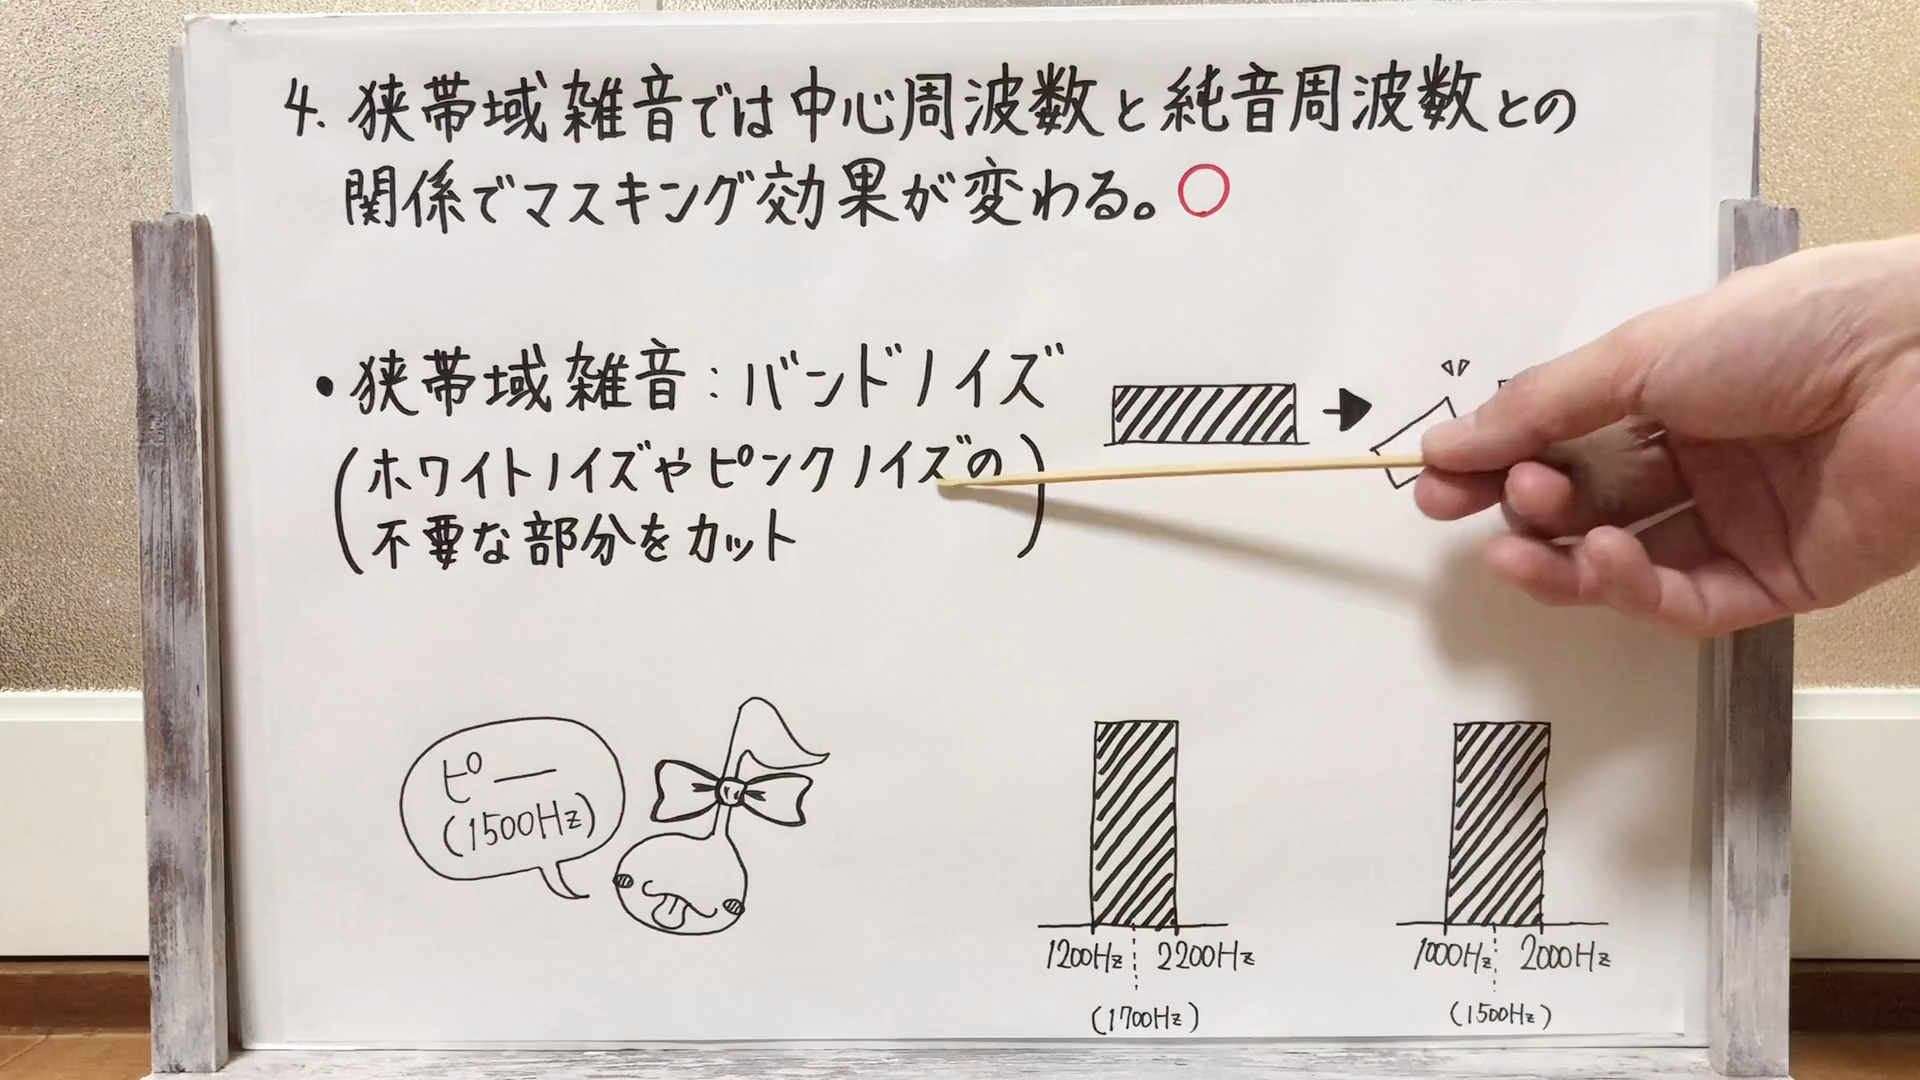 4. 狭帯域雑音では中心周波数と純音周波数との
関係でマスキング効果が変わる。○
• 狭帯域雑音:バンドノイズ
(ホワイトノイズやピンクノイズの
不要な部分をカット)
ピ―
(1500Hz)
1200Hz 2200Hz
(1700Hz)
1000Hz 2000Hz
(1500Hz)